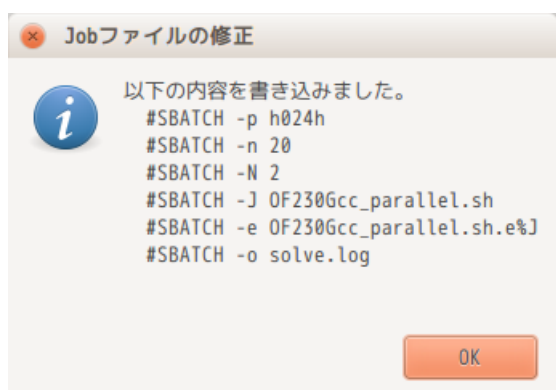 Jobファイルの修正
以下の内容を書き込みました。
#SBATCH -p h024h
#SBATCH -n 20
#SBATCH -N 2
#SBATCH -J OF230Gcc_parallel.sh
#SBATCH -e OF230Gcc_parallel.sh.e%J
#SBATCH -o solve.log
OK